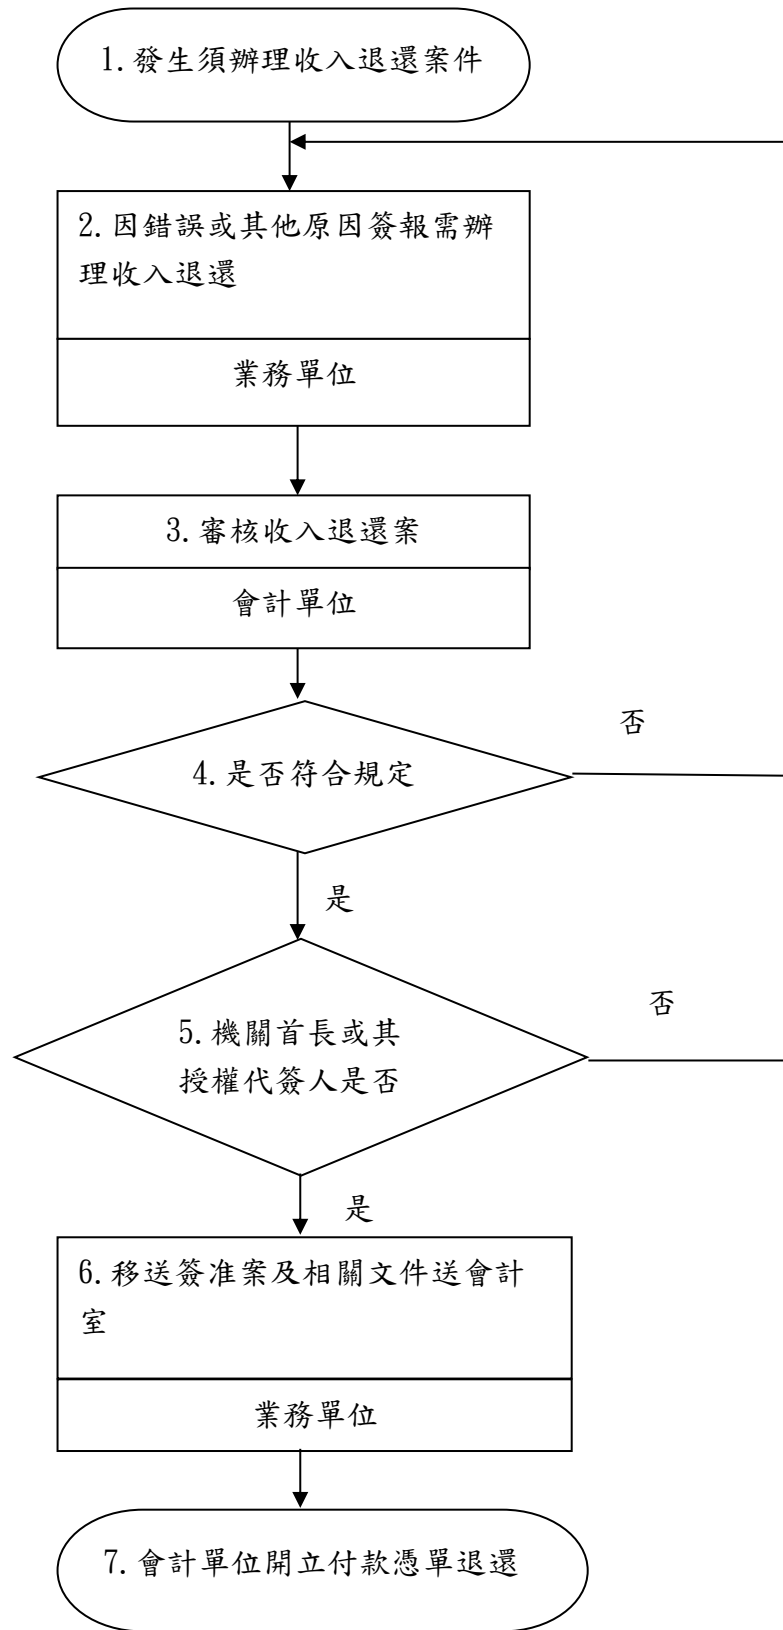 1.發生須辦理收入退還案件
2.因錯誤或其他原因簽報需辦
理收入退還
業務單位
3.審核收入退還案
會計單位
4.是否符合規定
否
是
5.機關首長或其
授權代簽人是否
否
是
6.移送簽准案及相關文件送會計
室
業務單位
7.會計單位開立付款憑單退還